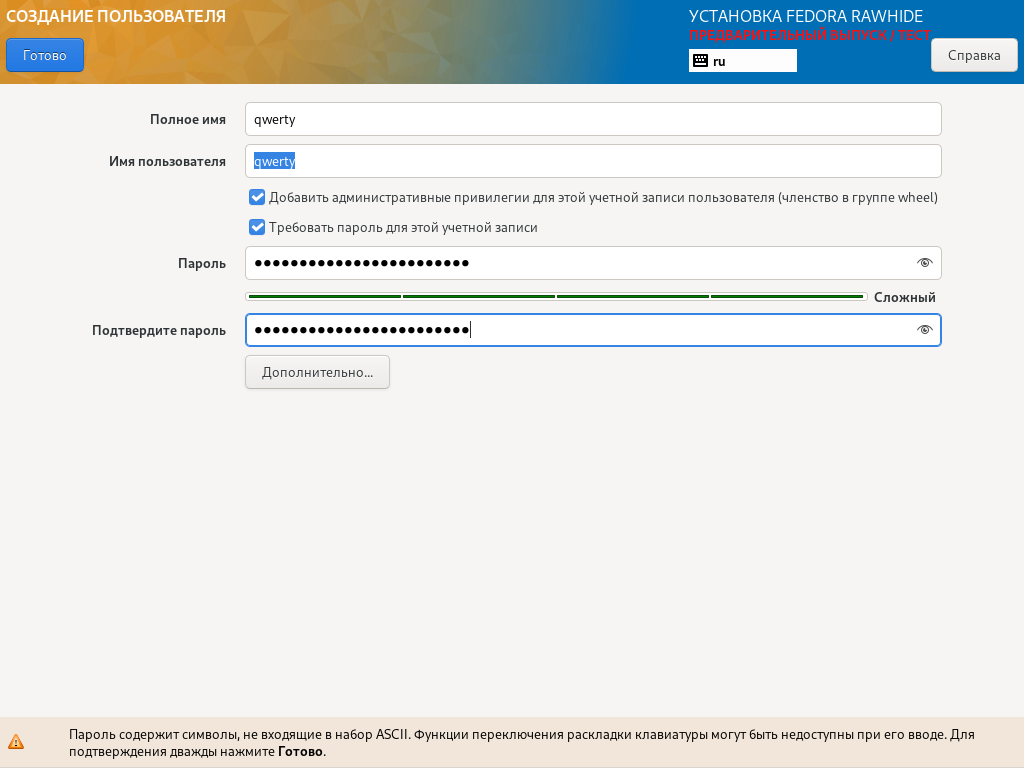 СОЗДАНИЕ ПОЛЬЗОВАТЕЛЯ
Готово
УСТАНОВКА FEDORA RAWHIDE
ПРЕДВАРИТЕЛЬНЫЙ ВЫПУСК / ТЕСТ
ru
Справка
Полное имя
qwerty
Имя пользователя
qwerty
Добавить административные привилегии для этой учетной записи пользователя (членство в группе wheel)
Требовать пароль для этой учетной записи
Пароль
●●●●●●●●●●●●●●●●●●●●●●●●
Сложный
Подтвердите пароль
●●●●●●●●●●●●●●●●●●●●●●●●
Дополнительно...
Пароль содержит символы, не входящие в набор ASCII. Функции переключения раскладки клавиатуры могут быть недоступны при его вводе. Для
подтверждения дважды нажмите Готово.